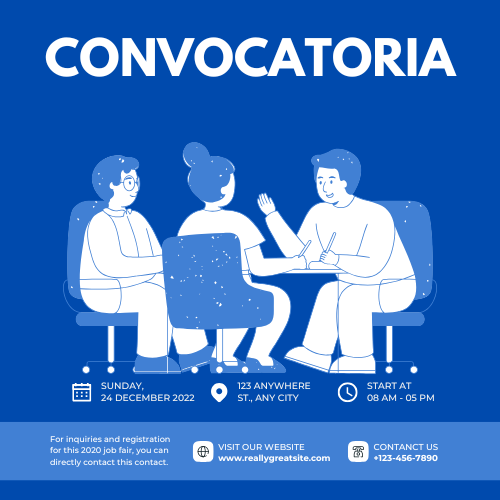 CONVOCATORIA
SUNDAY,
24 DECEMBER 2022
123 ANYWHERE
ST., ANY CITY
START AT
08 AM - 05 PM
For inquiries and registration
for this 2020 job fair, you can
directly contact this contact.
VISIT OUR WEBSITE
www.reallygreatsite.com
CONTANCT US
+123-456-7890